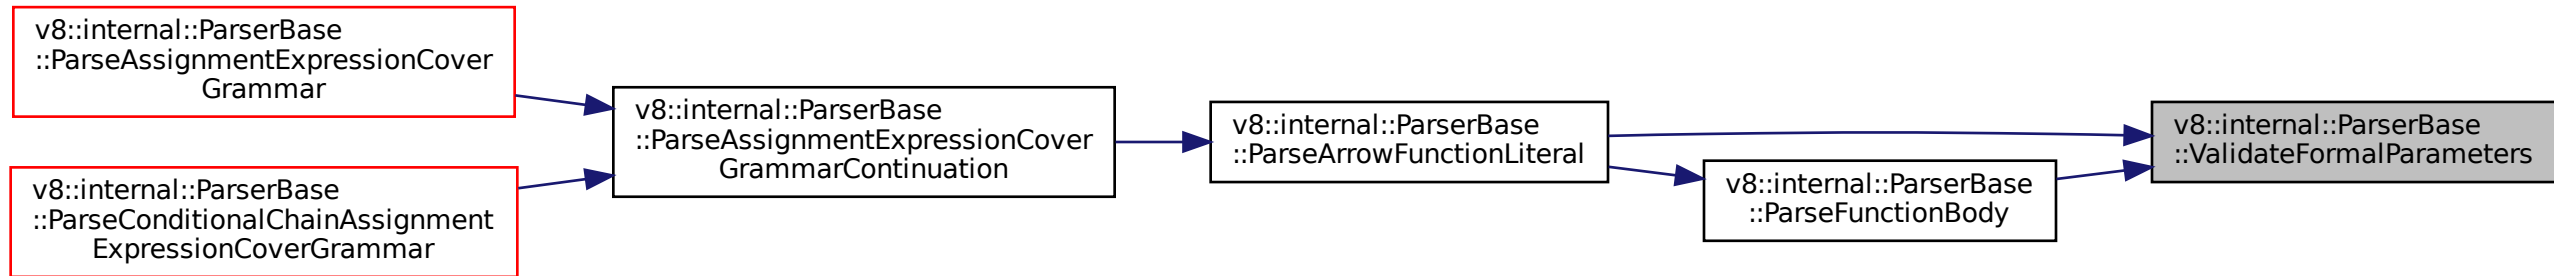 v8::internal::ParserBase
::ParseAssignmentExpressionCover
Grammar
v8::internal::ParserBase
::ParseConditionalChainAssignment
ExpressionCoverGrammar
v8::internal::ParserBase
::ParseAssignmentExpressionCover
GrammarContinuation
v8::internal::ParserBase
::ParseArrowFunctionLiteral
v8::internal::ParserBase
::ParseFunctionBody
v8::internal::ParserBase
::ValidateFormalParameters